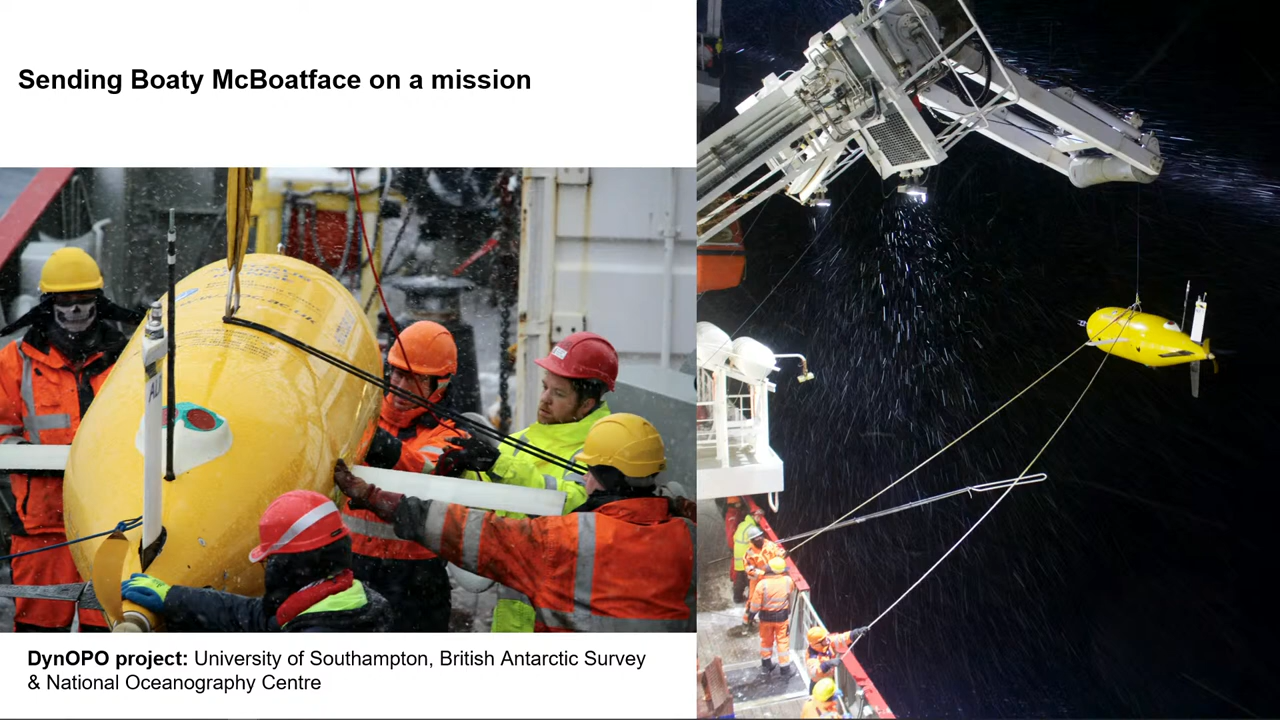 Sending Boaty McBoatface on a mission
DynOPO project: University of Southampton, British Antarctic Survey
& National Oceanography Centre